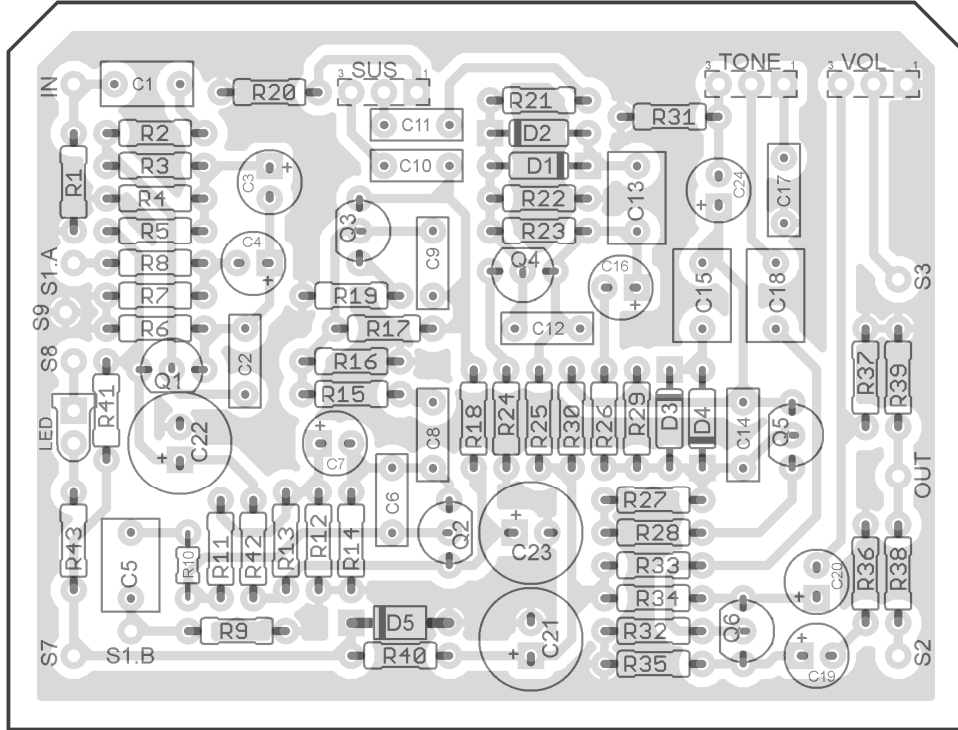 IN
C1
R20
3 SUS 1
3 TONE 1
3 VOL 1
R21
R31
C11
R2
D2
R3
C10
D1
R1
C3
+
R4
R22
C13
C24
+
C17
R5
Q3
R23
S1.A
R8
C4
+
C9
Q4
C16
+
C15
C18
S3
R7
R19
S9
R6
R17
C12
S8
Q1
C2
R16
R15
R37
R39
R41
LED
C22
+
C7
+
C8
R18
R24
R25
R30
R26
R29
D3
D4
C14
Q5
OUT
R43
C5
R10
R11
R42
R13
R12
R14
C6
Q2
C23
+
R27
R28
R33
R34
R32
R35
C20
+
R36
R38
R9
D5
R40
C21
+
Q6
C19
+
S7
S1.B
S2